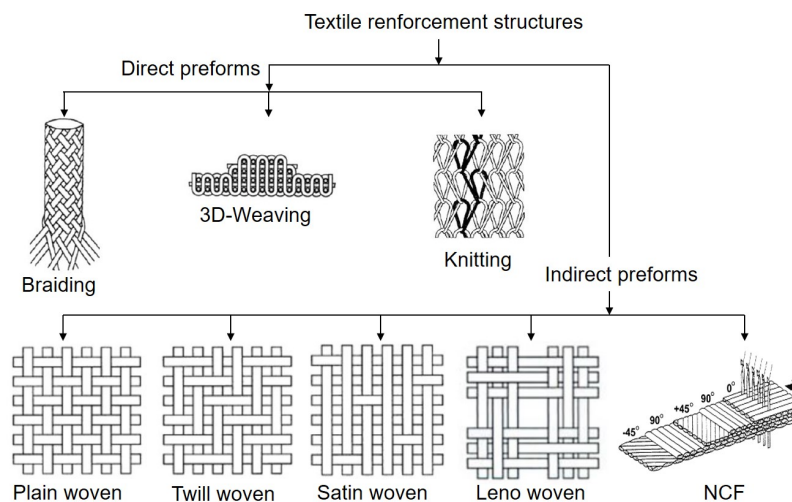 Textile renforcement structures
Direct preforms
3D-Weaving
Knitting
Braiding
Indirect preforms
0°
90°
+45°
90°
-45°
Plain woven
Twill woven
Satin woven
Leno woven
NCF